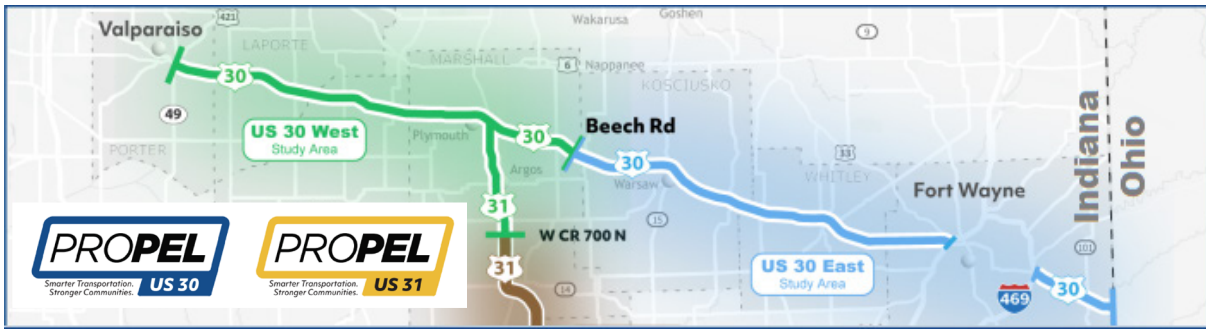 Valparaiso
421
LAPORTE
30
49
PORTER
US 30 West
Study Area
MARSHALL
Plymouth
Wakarusa
Goshen
6
Nappanee
KOSCIUSKO
9
30
Beech Rd
30
Argos
Warsaw
31
W CR 700 N
31
15
14
33
WHITLEY
Fort Wayne
US 30 East
Study Area
469
30
101
Indiana
Ohio
PROPEL
Smarter Transportation.
Stronger Communities.
US 30
PROPEL
Smarter Transportation.
Stronger Communities.
US 31